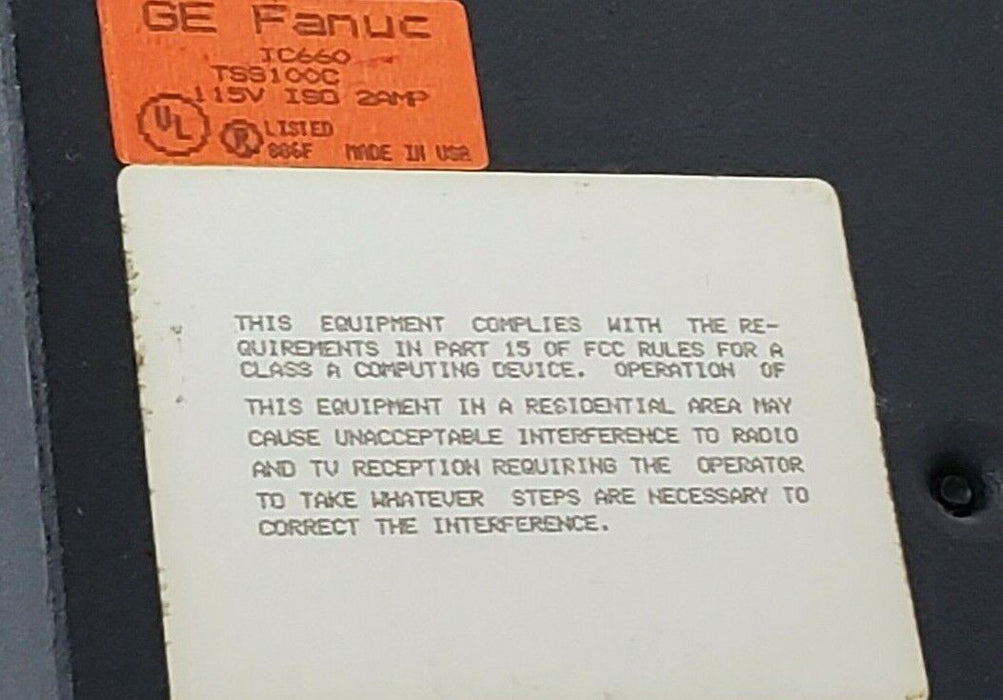 GE Fanuc
IC660
TSS100C
115V ISO 2AMP
UL ® LISTED
886F MADE IN USA
THIS EQUIPMENT COMPLIES WITH THE RE-
QUIREMENTS IN PART 15 OF FCC RULES FOR A
CLASS A COMPUTING DEVICE. OPERATION OF
THIS EQUIPMENT IN A RESIDENTIAL AREA MAY
CAUSE UNACCEPTABLE INTERFERENCE TO RADIO
AND TV RECEPTION REQUIRING THE OPERATOR
TO TAKE WHATEVER STEPS ARE NECESSARY TO
CORRECT THE INTERFERENCE.